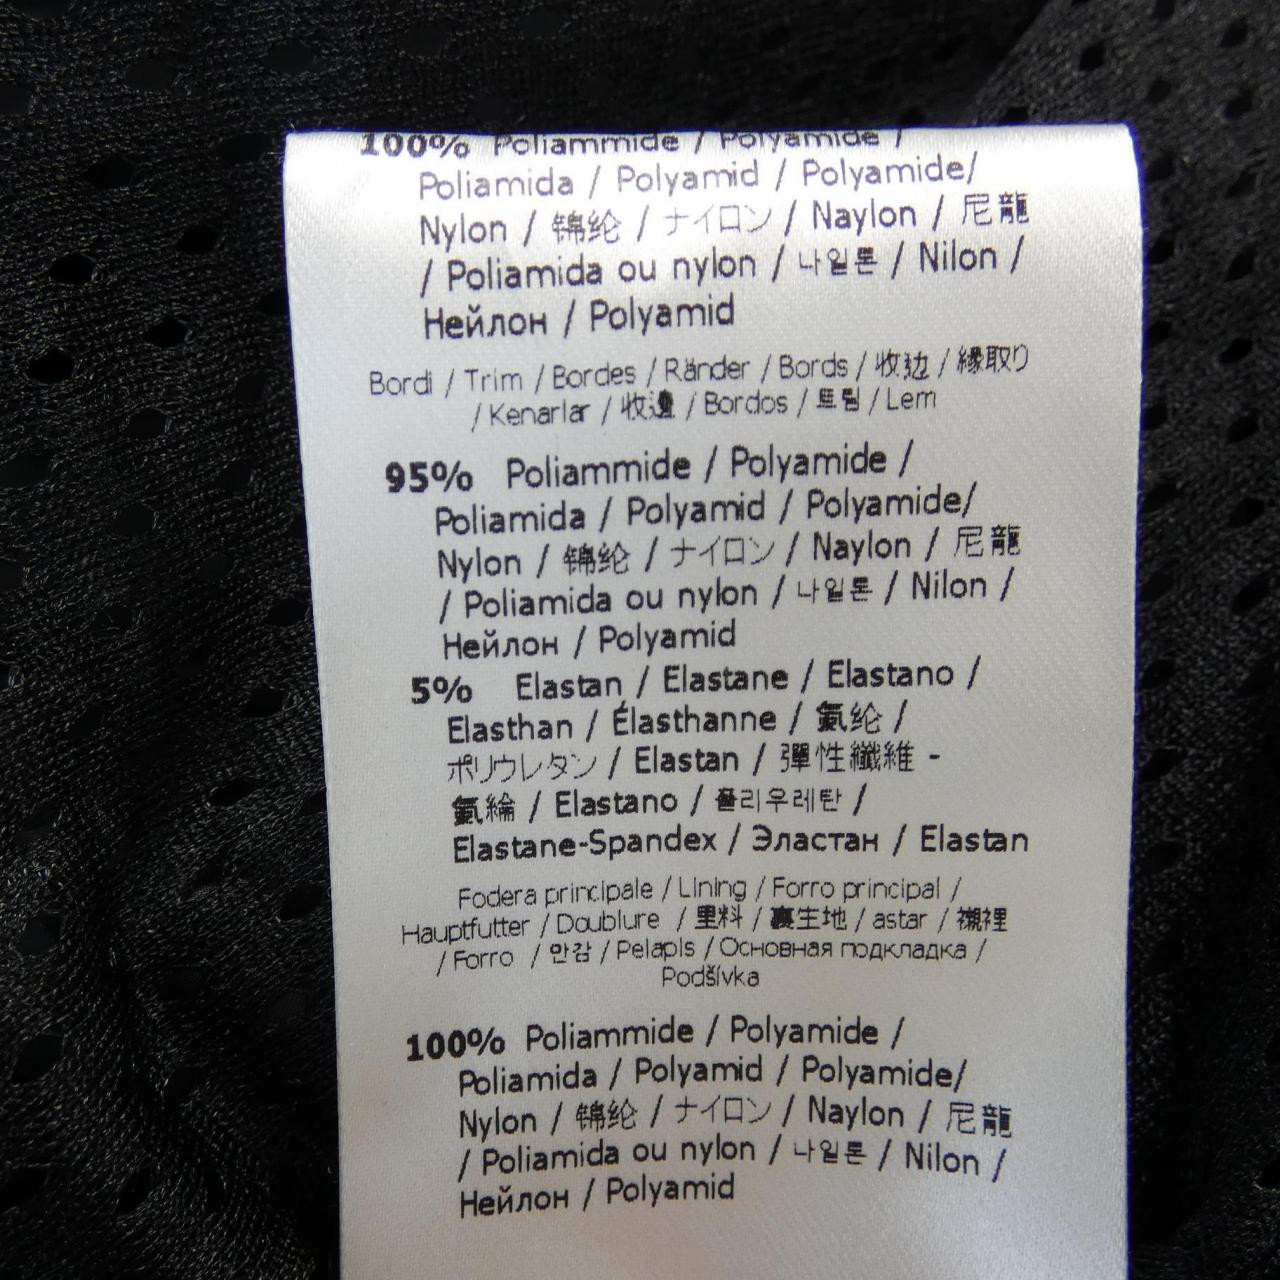 100% Poliammide / Polyamide /
Poliamida / Polyamid / Polyamide/
Nylon / 锦纶 / ナイロン / Naylon / 尼龍
/ Poliamida ou nylon / 나일론 / Nilon /
Нейлон / Polyamid
Bordi / Trim / Bordes / Ränder / Bords / 收边 / 縁取り
/ Kenarlar / 收邊 / Bordos / 트림 / Lem
95% Poliammide / Polyamide /
Poliamida / Polyamid / Polyamide/
Nylon / 锦纶 / ナイロン / Naylon / 尼龍
/ Poliamida ou nylon / 나일론 / Nilon /
Нейлон / Polyamid
5% Elastan / Elastane / Elastano /
Elasthan / Élasthanne / 氨纶 /
ポリウレタン / Elastan / 彈性纖維 -
氨綸 / Elastano / 폴리우레탄 /
Elastane-Spandex / Эластан / Elastan
Fodera principale / Lining / Forro principal /
Hauptfutter / Doublure / 里料 / 裏生地 / astar / 襯裡
/ Forro / 안감 / Pelapis / Основная подкладка /
Podšívka
100% Poliammide / Polyamide /
Poliamida / Polyamid / Polyamide/
Nylon / 锦纶 / ナイロン / Naylon / 尼龍
/ Poliamida ou nylon / 나일론 / Nilon /
Нейлон / Polyamid